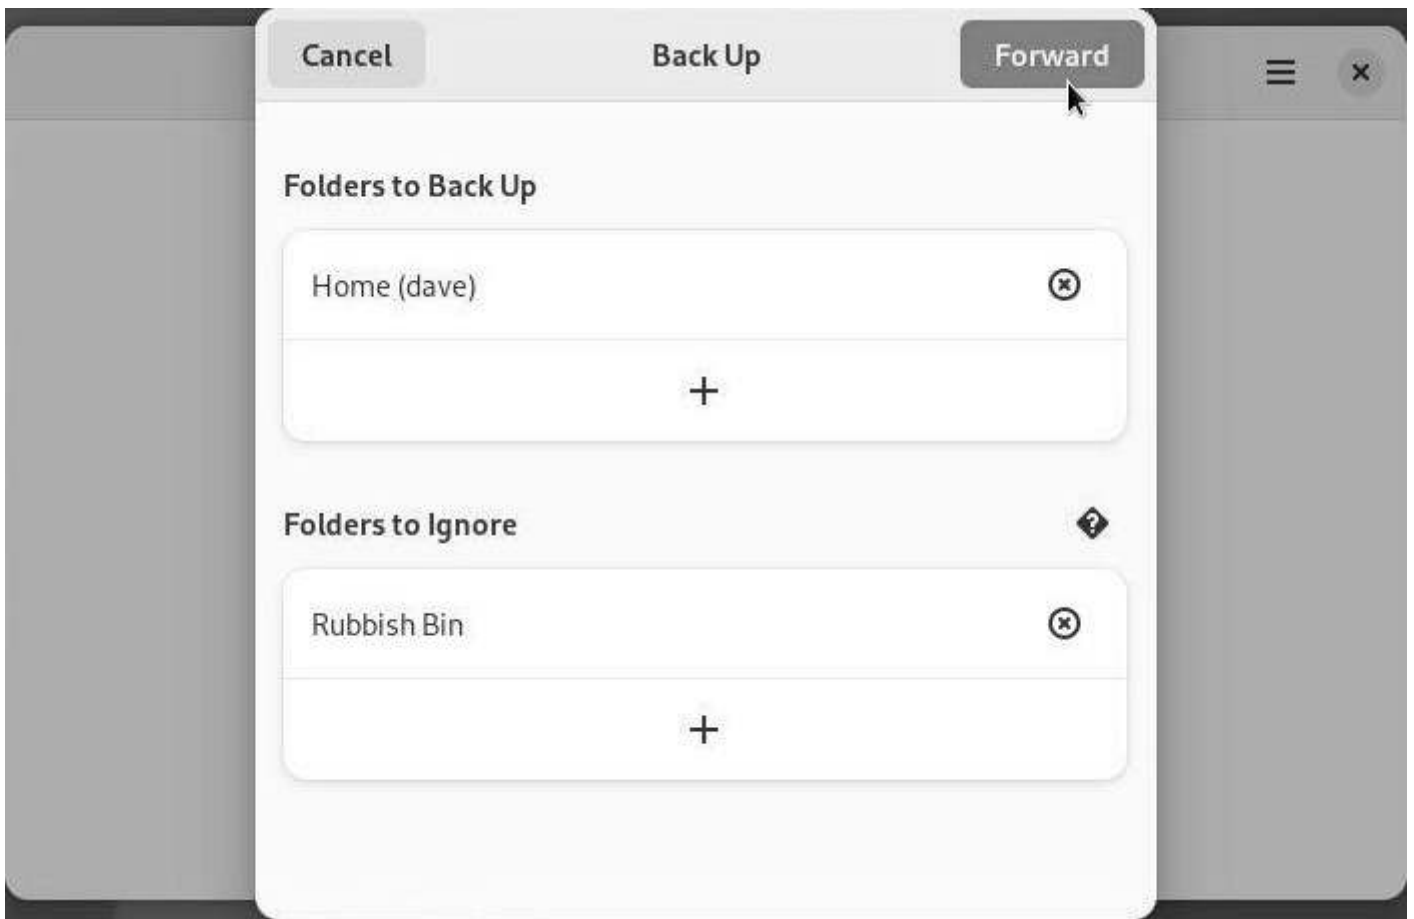 Cancel
Back Up
Forward
Folders to Back Up
Home (dave)
Folders to Ignore
Rubbish Bin